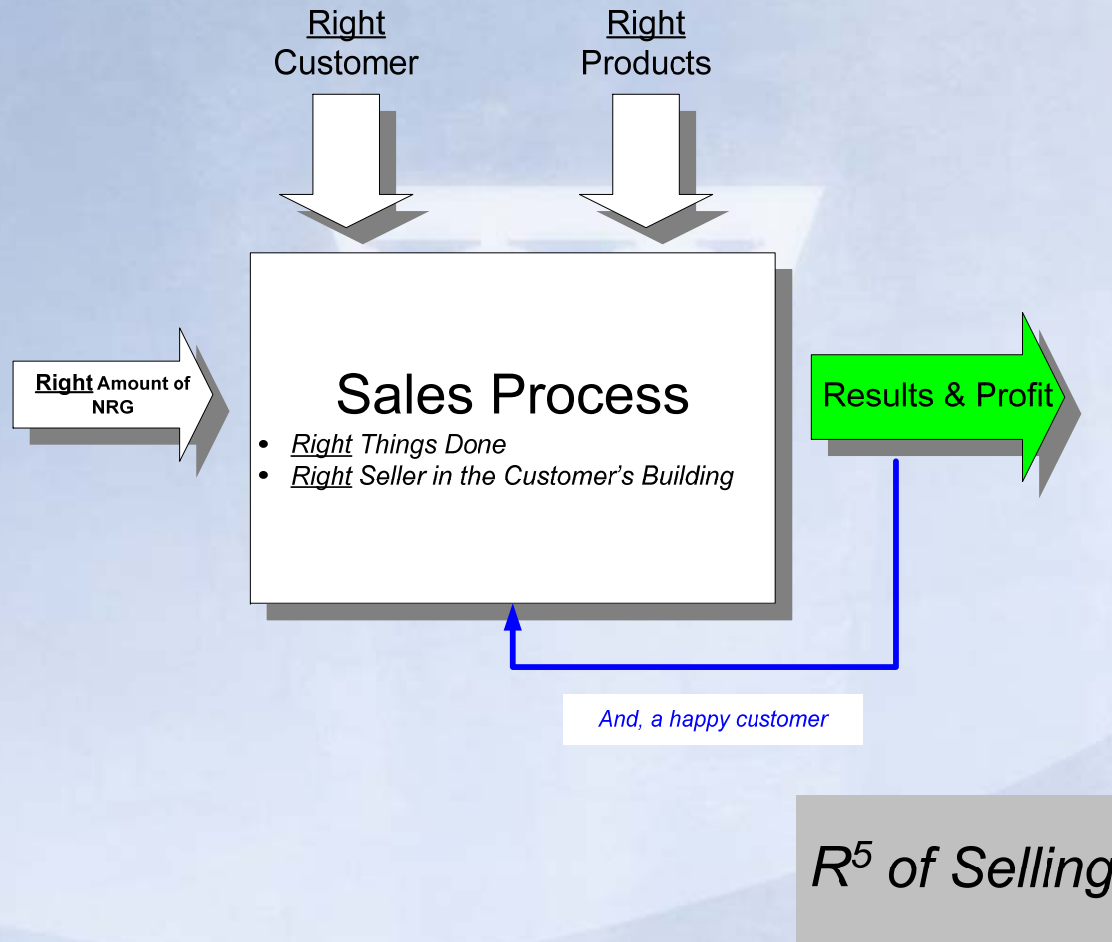 Right
Customer
Right
Products
Right Amount of
NRG
Sales Process
• Right Things Done
• Right Seller in the Customer's Building
Results & Profit
And, a happy customer
R⁵ of Selling